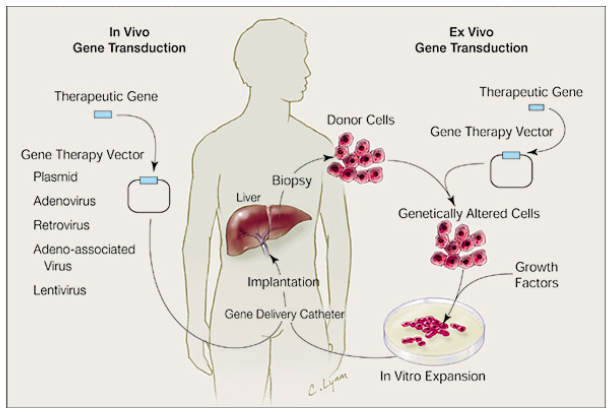 In Vivo
Gene Transduction
Ex Vivo
Gene Transduction
Therapeutic Gene
Gene Therapy Vector
Plasmid
Adenovirus
Retrovirus
Adeno-associated
Virus
Lentivirus
Liver
Biopsy
Donor Cells
Implantation
Gene Delivery Catheter
Therapeutic Gene
Gene Therapy Vector
Genetically Altered Cells
Growth
Factors
In Vitro Expansion
C. Lynm